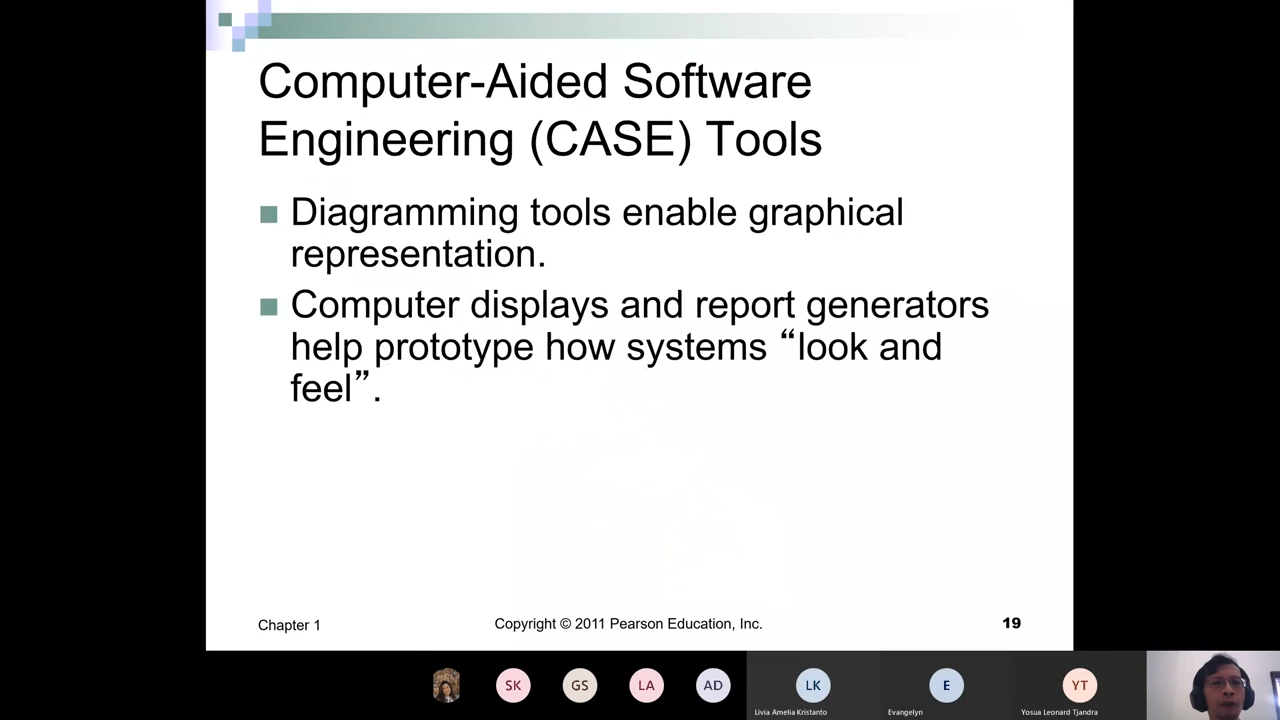 Computer-Aided Software
Engineering (CASE) Tools
Diagramming tools enable graphical
representation.
Computer displays and report generators
help prototype how systems “look and
feel”.
Chapter 1
Copyright © 2011 Pearson Education, Inc.
19
SK
GS
LA
AD
LK
E
YT
Livia Amelia Kristanto
Evangelyn
Yosua Leonard Tjandra